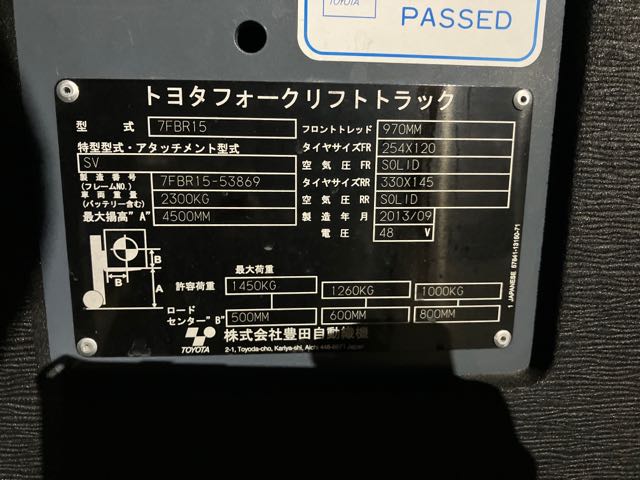 TOYOTA
PASSED
トヨタフォークリフトトラック
型式 7FBR15
特型型式・アタッチメント型式
SV
製造番号(フレームNO.) 7FBR15-53869
車両重量(バッテリー含む) 2300KG
最大揚高"A" 4500MM
フロントトレッド 970MM
タイヤサイズFR 254X120
空気圧FR SOLID
タイヤサイズRR 330X145
空気圧RR SOLID
製造年月 2013/09
電圧 48 V
B
B
A
最大荷重
許容荷重 1450KG 1260KG 1000KG
ロードセンター"B" 500MM 600MM 800MM
TOYOTA
株式会社豊田自動織機
2-1, Toyoda-cho, Kariya-shi, Aichi 448-8671 Japan
1 JAPANESE 57641-13160-71